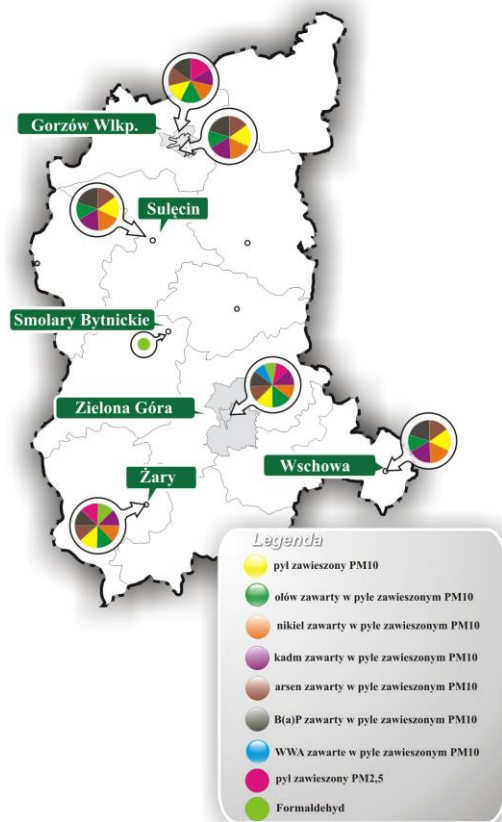 Gorzów Wlkp.
Sulęcin
Smolary Bytnickie
Zielona Góra
Wschowa
Żary
Legenda
pył zawieszony PM10
ołów zawarty w pyle zawieszonym PM10
nikiel zawarty w pyle zawieszonym PM10
kadm zawarty w pyle zawieszonym PM10
arsen zawarty w pyle zawieszonym PM10
B(a)P zawarty w pyle zawieszonym PM10
WWA zawarte w pyle zawieszonym PM10
pył zawieszony PM2,5
Formaldehyd